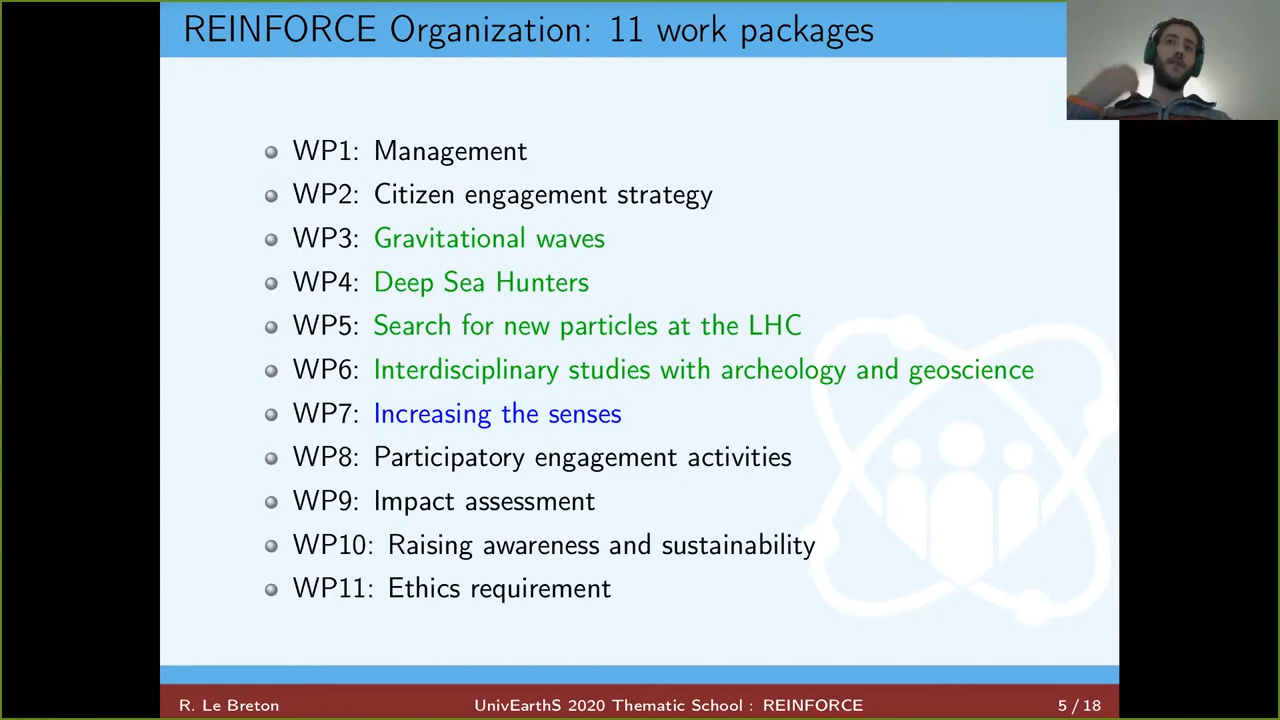 REINFORCE Organization: 11 work packages
WP1: Management
WP2: Citizen engagement strategy
WP3: Gravitational waves
WP4: Deep Sea Hunters
WP5: Search for new particles at the LHC
WP6: Interdisciplinary studies with archeology and geoscience
WP7: Increasing the senses
WP8: Participatory engagement activities
WP9: Impact assessment
WP10: Raising awareness and sustainability
WP11: Ethics requirement
R. Le Breton UnivEarthS 2020 Thematic School : REINFORCE 5 / 18